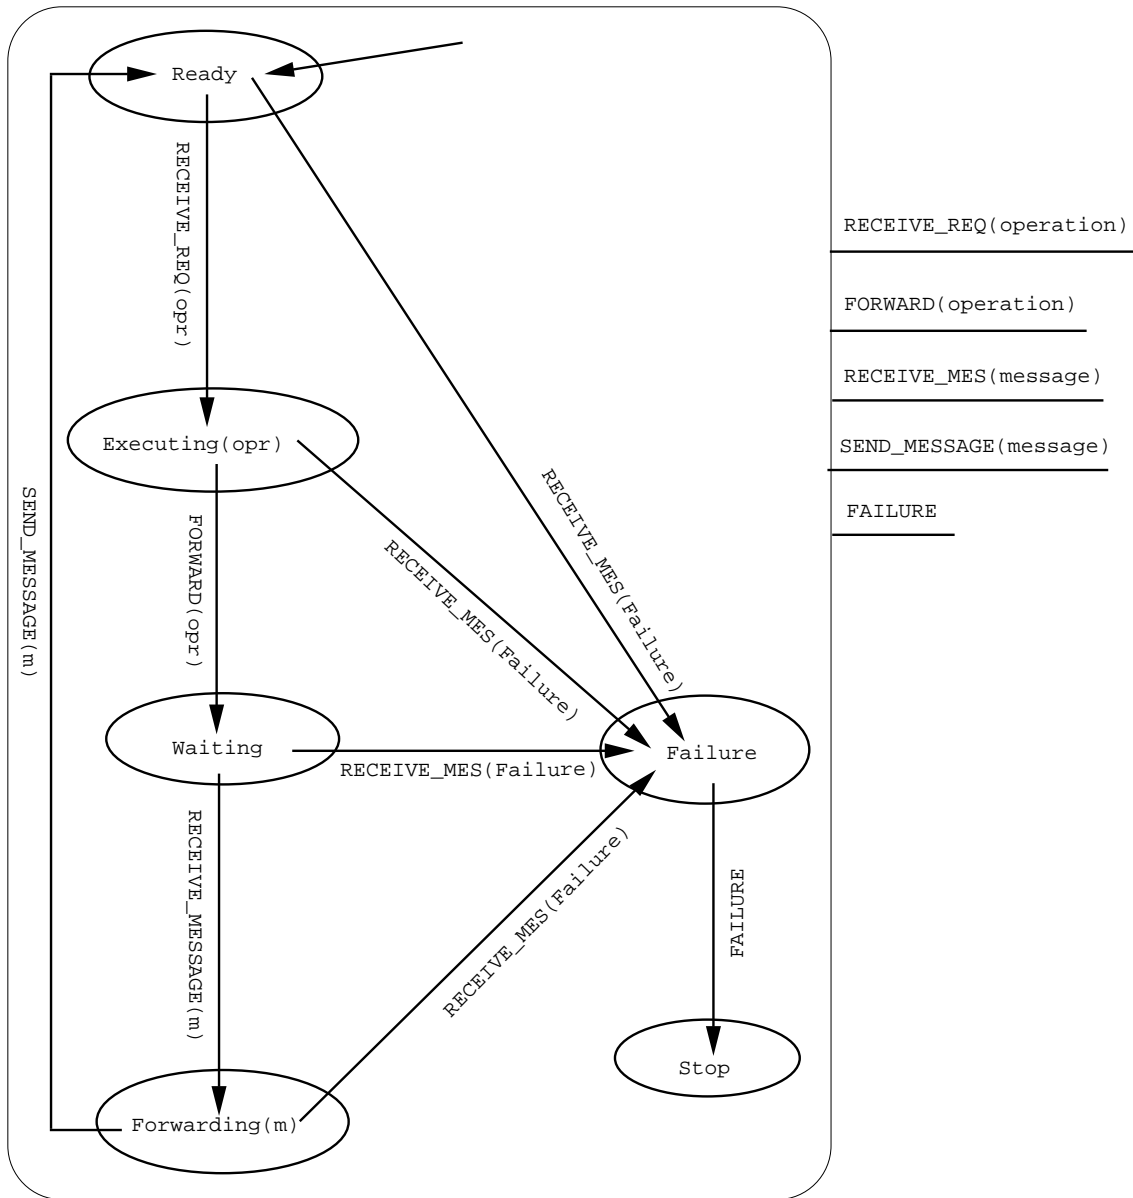 Ready
RECEIVE_REQ(opr)
RECEIVE_REQ(operation)
FORWARD(operation)
RECEIVE_MES(message)
SEND_MESSAGE(message)
FAILURE
Executing(opr)
SEND_MESSAGE(m)
FORWARD(opr)
RECEIVE_MES(Failure)
RECEIVE_MES(Failure)
Waiting
RECEIVE_MES(Failure)
Failure
RECEIVE_MESSAGE(m)
RECEIVE_MES(Failure)
FAILURE
Stop
Forwarding(m)